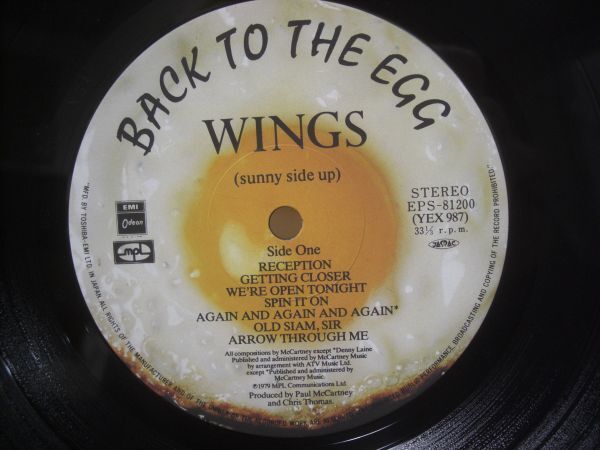 BACK TO THE EGG
WINGS
(sunny side up)
STEREO
EPS-81200
(YEX 987)
33⅓ r. p. m.
JASRAC
EMI
Odeon
MPL
Side One
RECEPTION
GETTING CLOSER
WE'RE OPEN TONIGHT
SPIN IT ON
AGAIN AND AGAIN AND AGAIN*
OLD SIAM, SIR
ARROW THROUGH ME
All compositions by McCartney except *Denny Laine
Published and administered by McCartney Music
by arrangement with ATV Music Ltd.
except *Published and administered by
McCartney Music.
℗1979 MPL Communications Ltd.
Produced by Paul McCartney
and Chris Thomas.
"MFD. BY TOSHIBA-EMI LTD. IN JAPAN ALL RIGHTS OF THE MANUFACTURER AND OF THE OWNER OF THE RECORDED WORK ARE RESERVED PUBLIC PERFORMANCE, BROADCASTING AND COPYING OF THE RECORD PROHIBITED."